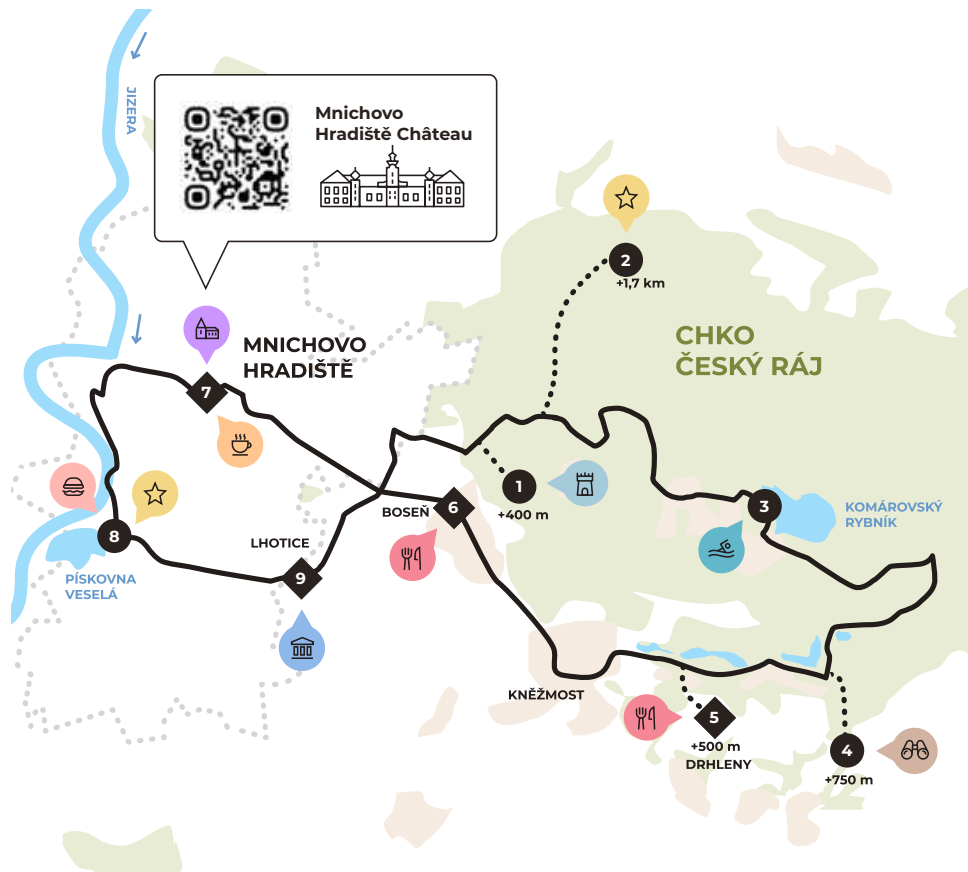 JIZERA
Mnichovo
Hradiště Château
2
+1,7 km
CHKO
ČESKÝ RÁJ
MNICHOVO
HRADIŠTĚ
7
1
+400 m
BOSEŇ
6
3
KOMÁROVSKÝ
RYBNÍK
8
LHOTICE
9
PÍSKOVNA
VESELÁ
KNĚŽMOST
5
+500 m
DRHLENY
4
+750 m